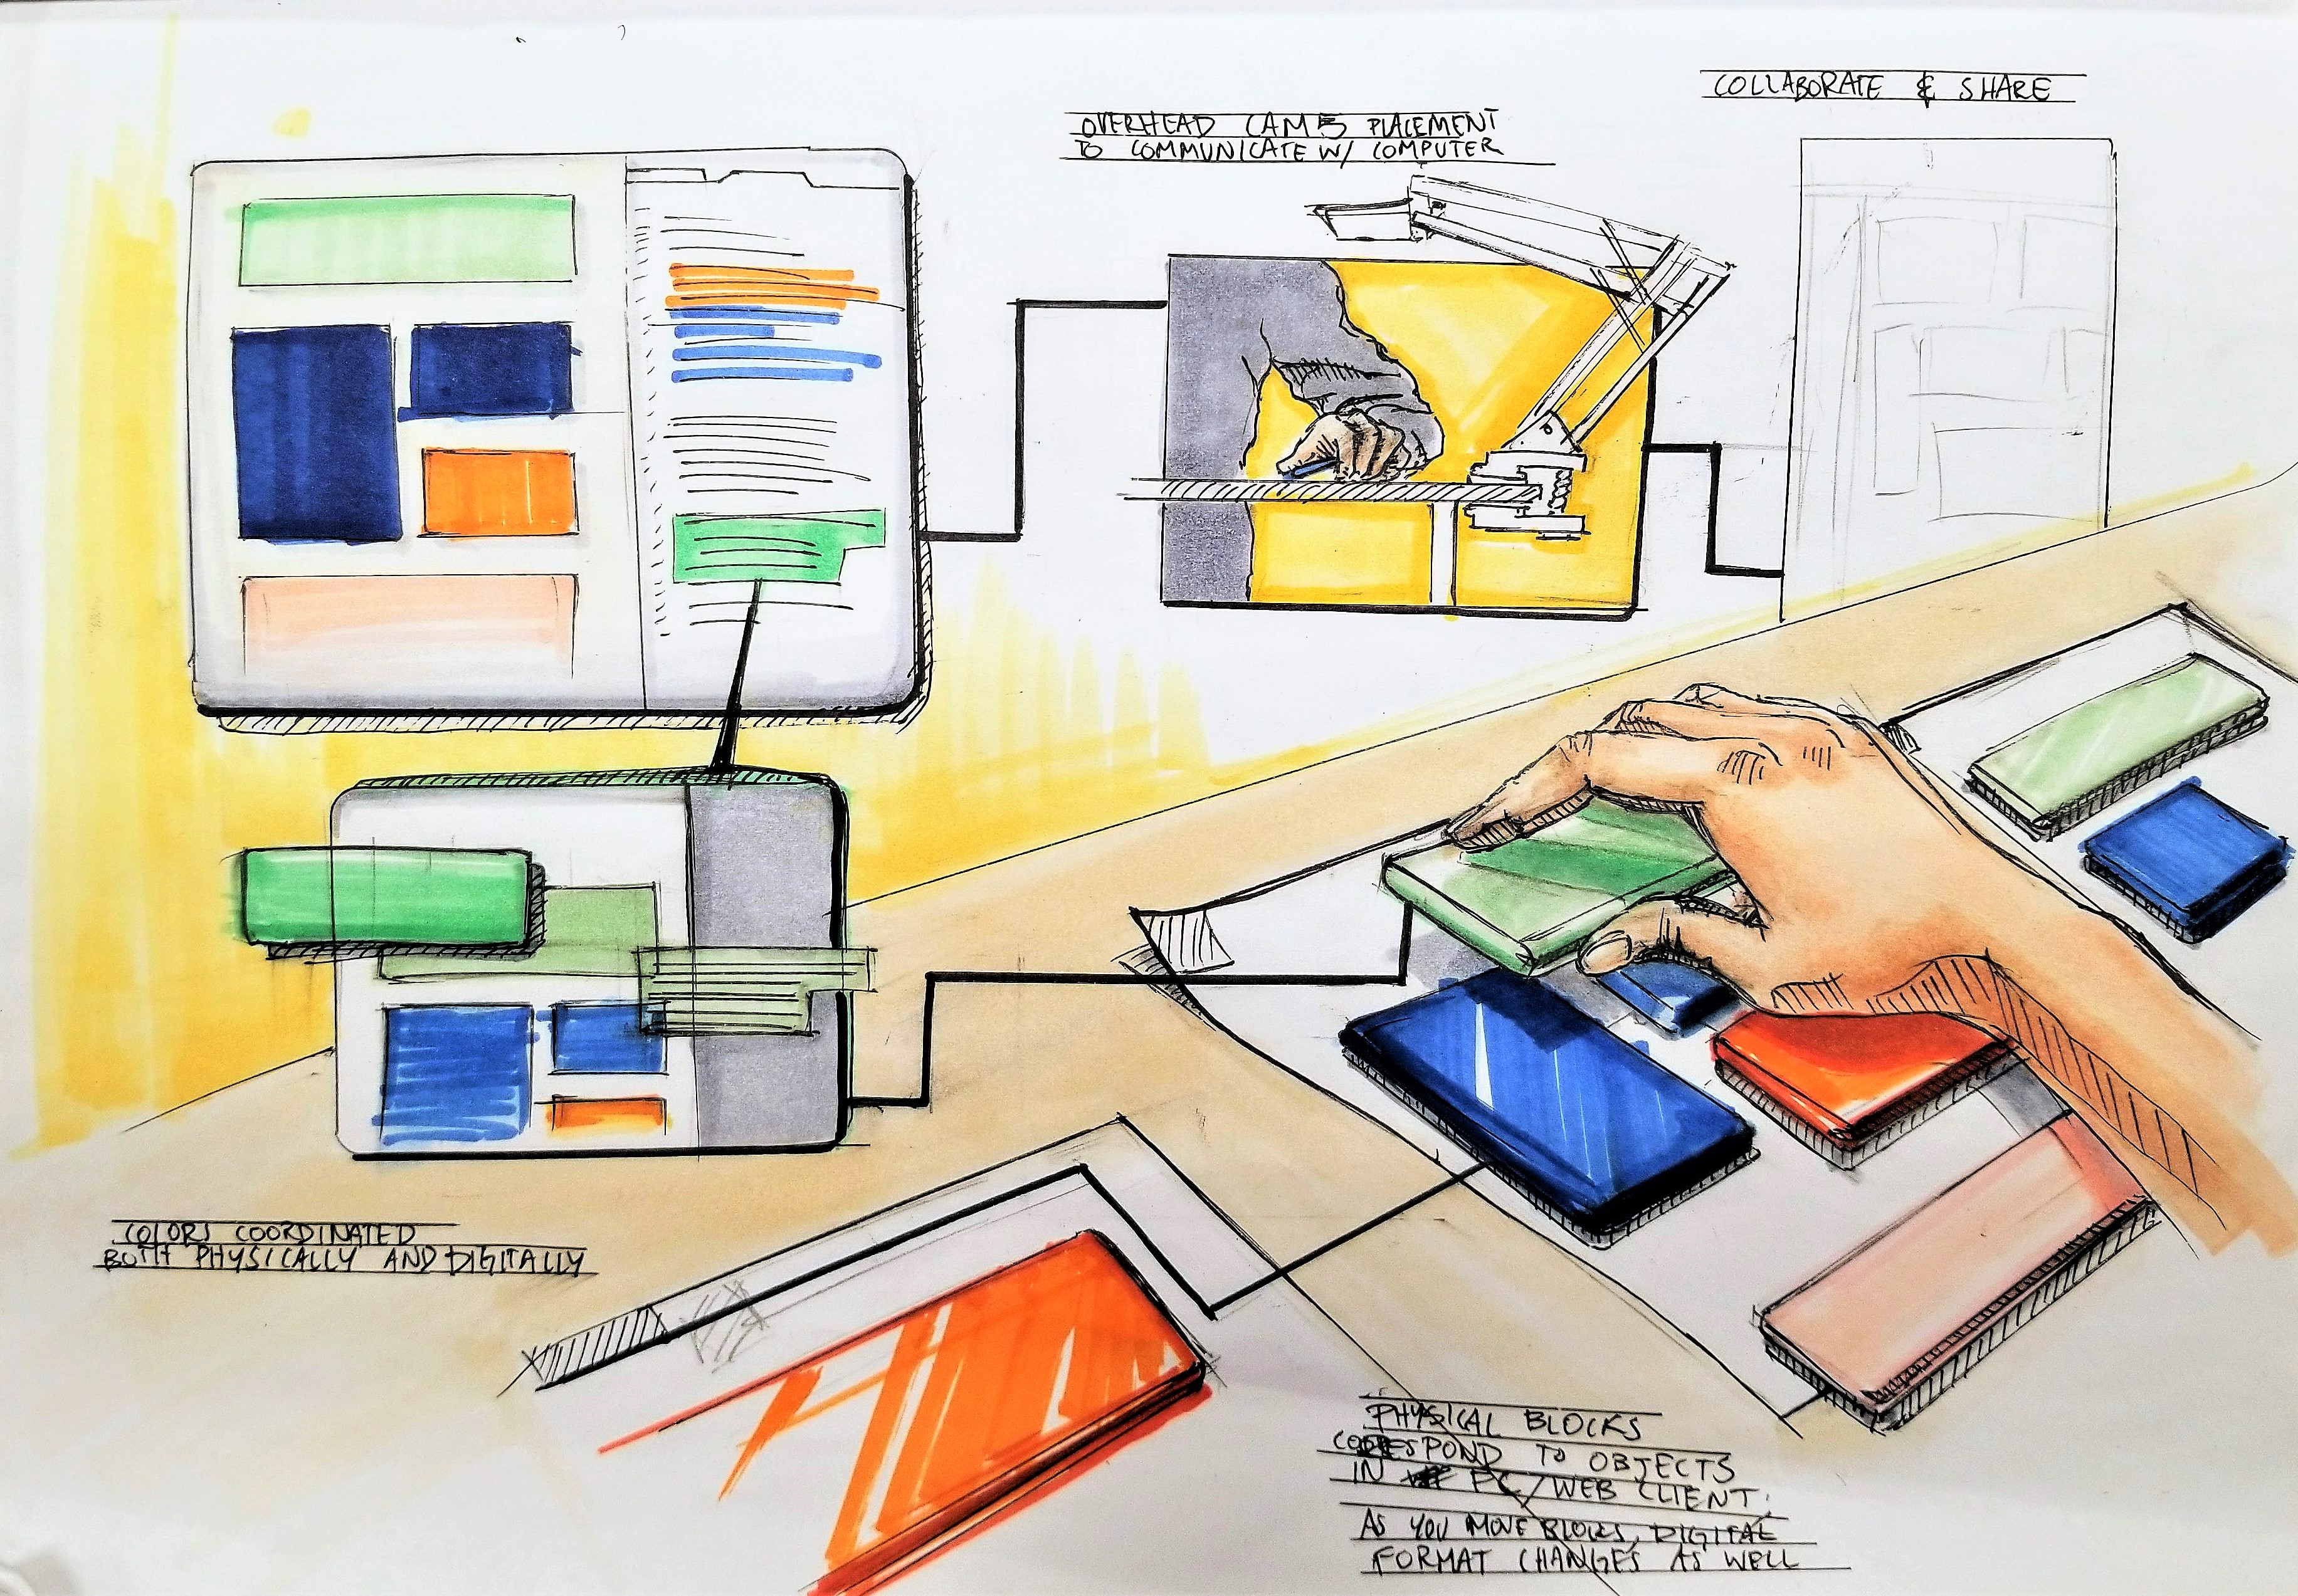 COLLABORATE & SHARE
OVERHEAD CAMS PLACEMENT
TO COMMUNICATE W/ COMPUTER
COLORS COORDINATED
BOTH PHYSICALLY AND DIGITALLY
PHYSICAL BLOCKS
CORRESPOND TO OBJECTS
IN PC/WEB CLIENT.
AS YOU MOVE BLOCKS, DIGITAL
FORMAT CHANGES AS WELL